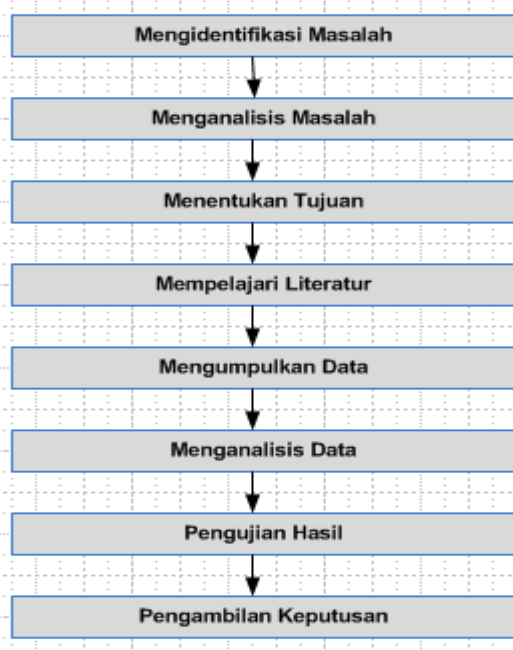 Mengidentifikasi Masalah
Menganalisis Masalah
Menentukan Tujuan
Mempelajari Literatur
Mengumpulkan Data
Menganalisis Data
Pengujian Hasil
Pengambilan Keputusan